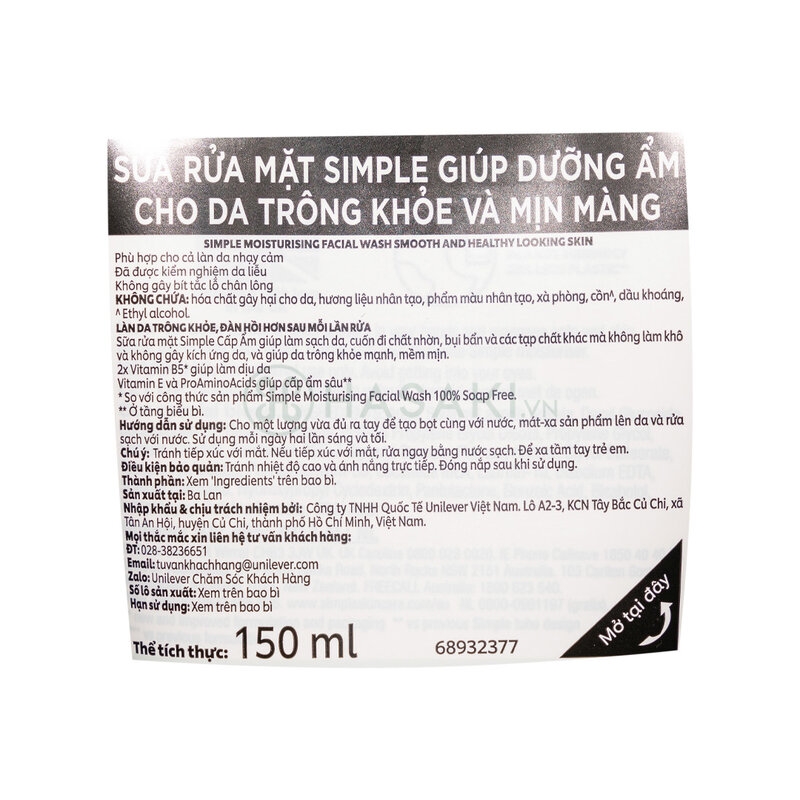 SỮA RỬA MẶT SIMPLE GIÚP DƯỠNG ẨM
CHO DA TRÔNG KHỎE VÀ MỊN MÀNG
SIMPLE MOISTURISING FACIAL WASH SMOOTH AND HEALTHY LOOKING SKIN
Phù hợp cho cả làn da nhạy cảm
Đã được kiểm nghiệm da liễu
Không gây bít tắc lỗ chân lông
KHÔNG CHỨA: hóa chất gây hại cho da, hương liệu nhân tạo, phẩm màu nhân tạo, xà phòng, cồn^, dầu khoáng,
^ Ethyl alcohol.
LÀN DA TRÔNG KHỎE, ĐÀN HỒI HƠN SAU MỖI LẦN RỬA
Sữa rửa mặt Simple Cấp Ẩm giúp làm sạch da, cuốn đi chất nhờn, bụi bẩn và các tạp chất khác mà không làm khô
và không gây kích ứng da, và giúp da trông khỏe mạnh, mềm mịn.
2x Vitamin B5* giúp làm dịu da
Vitamin E và ProAminoAcids giúp cấp ẩm sâu**
* So với công thức sản phẩm Simple Moisturising Facial Wash 100% Soap Free.
** Ở tầng biểu bì.
HASAKI.VN
Hướng dẫn sử dụng: Cho một lượng vừa đủ ra tay để tạo bọt cùng với nước, mát-xa sản phẩm lên da và rửa
sạch với nước. Sử dụng mỗi ngày hai lần sáng và tối.
Chú ý: Tránh tiếp xúc với mắt. Nếu tiếp xúc với mắt, rửa ngay bằng nước sạch. Để xa tầm tay trẻ em.
Điều kiện bảo quản: Tránh nhiệt độ cao và ánh nắng trực tiếp. Đóng nắp sau khi sử dụng.
Thành phần: Xem 'Ingredients' trên bao bì.
Sản xuất tại: Ba Lan
Nhập khẩu & chịu trách nhiệm bởi: Công ty TNHH Quốc Tế Unilever Việt Nam. Lô A2-3, KCN Tây Bắc Củ Chi, xã
Tân An Hội, huyện Củ Chi, thành phố Hồ Chí Minh, Việt Nam.
Mọi thắc mắc xin liên hệ tư vấn khách hàng:
ĐT: 028-38236651
Email: tuvankhachhang@unilever.com
Zalo: Unilever Chăm Sóc Khách Hàng
Số lô sản xuất: Xem trên bao bì
Hạn sử dụng: Xem trên bao bì
Thể tích thực: 150 ml
68932377
Mở tại đây